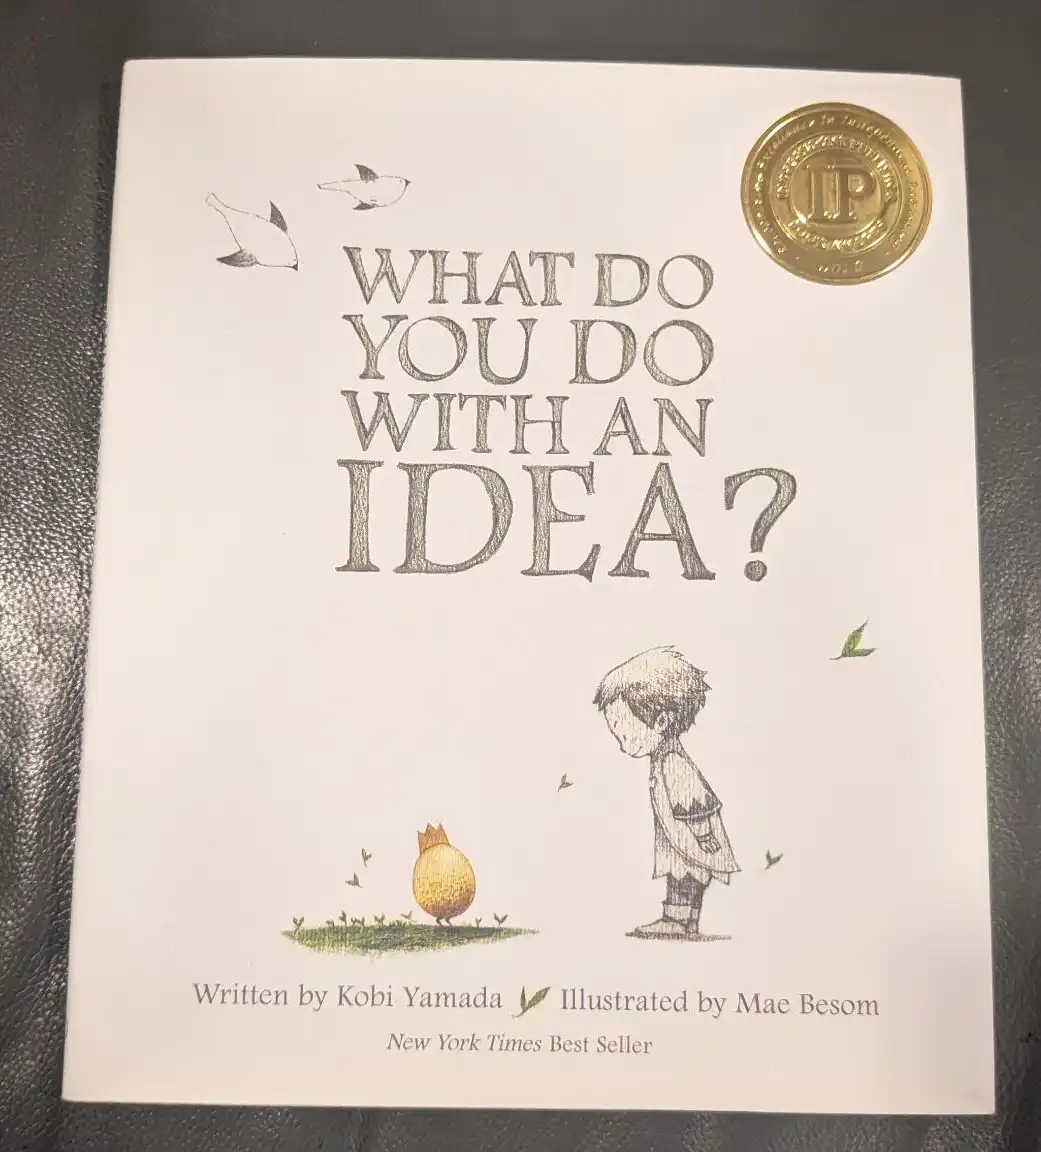 WHAT DO
YOU DO
WITH AN
IDEA?
IP
Written by Kobi Yamada Illustrated by Mae Besom
New York Times Best Seller